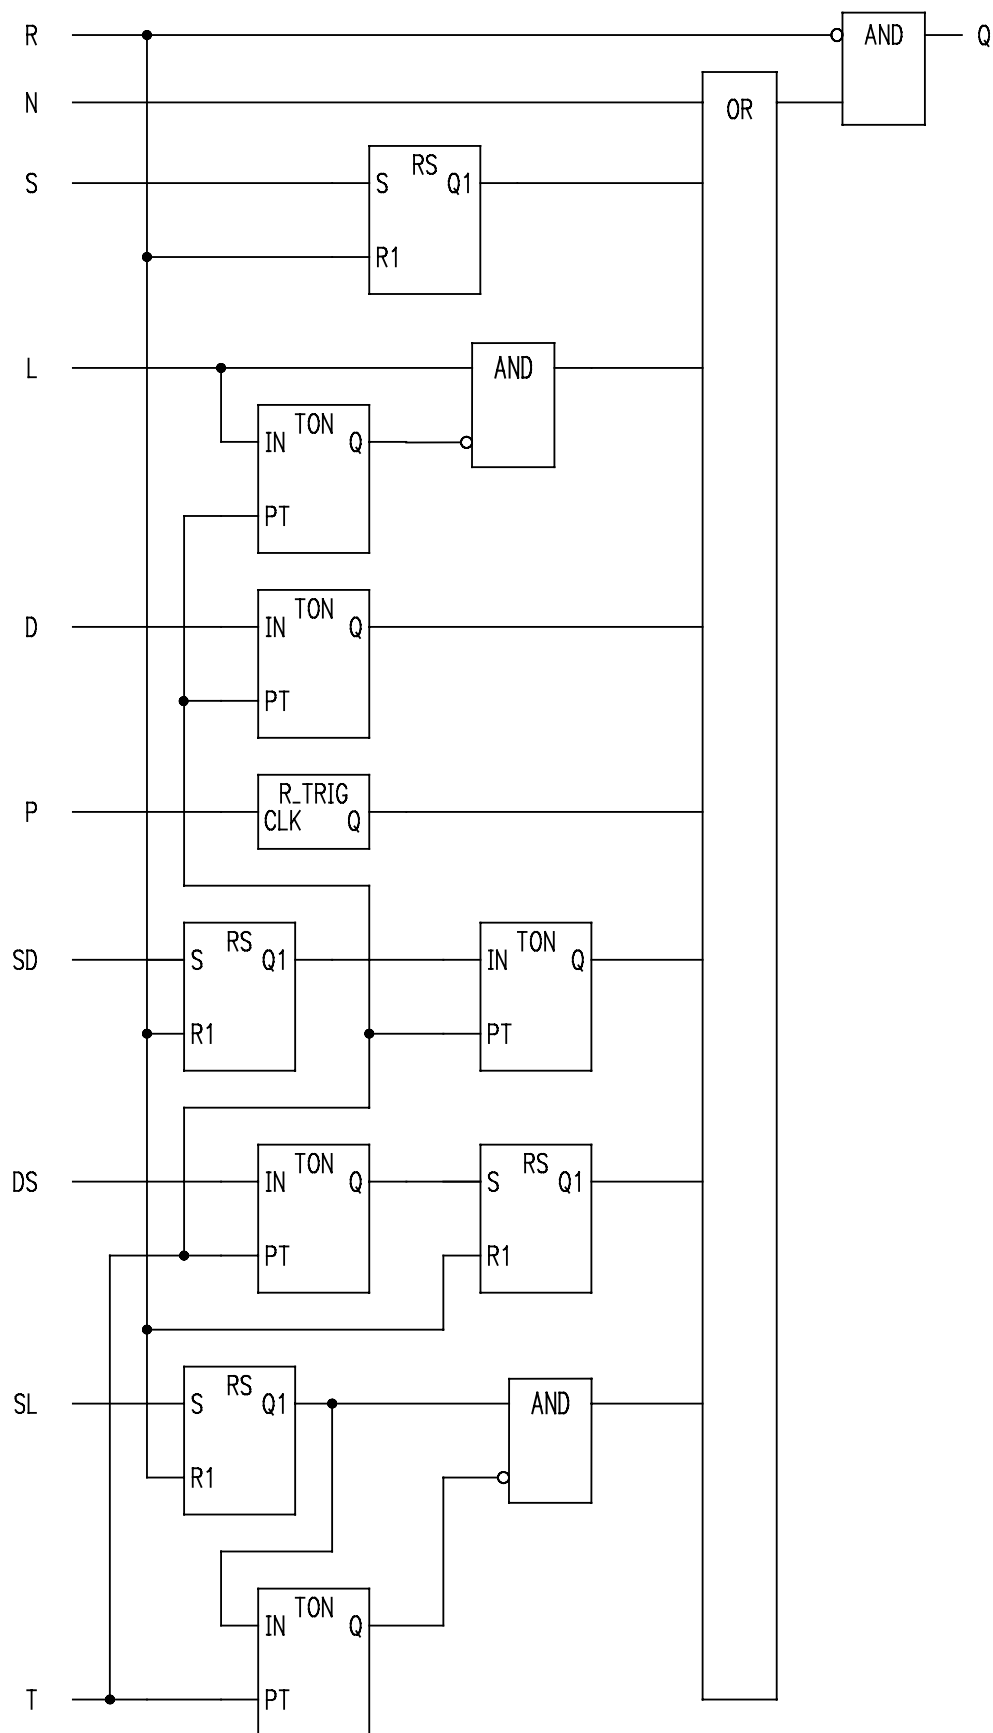 R AND Q
N OR
RS
S S Q1
R1
L AND
TON
IN Q
PT
TON
D IN Q
PT
R_TRIG
P CLK Q
RS TON
SD S Q1 IN Q
R1 PT
TON RS
DS IN Q S Q1
PT R1
RS
SL S Q1 AND
R1
TON
IN Q
T PT